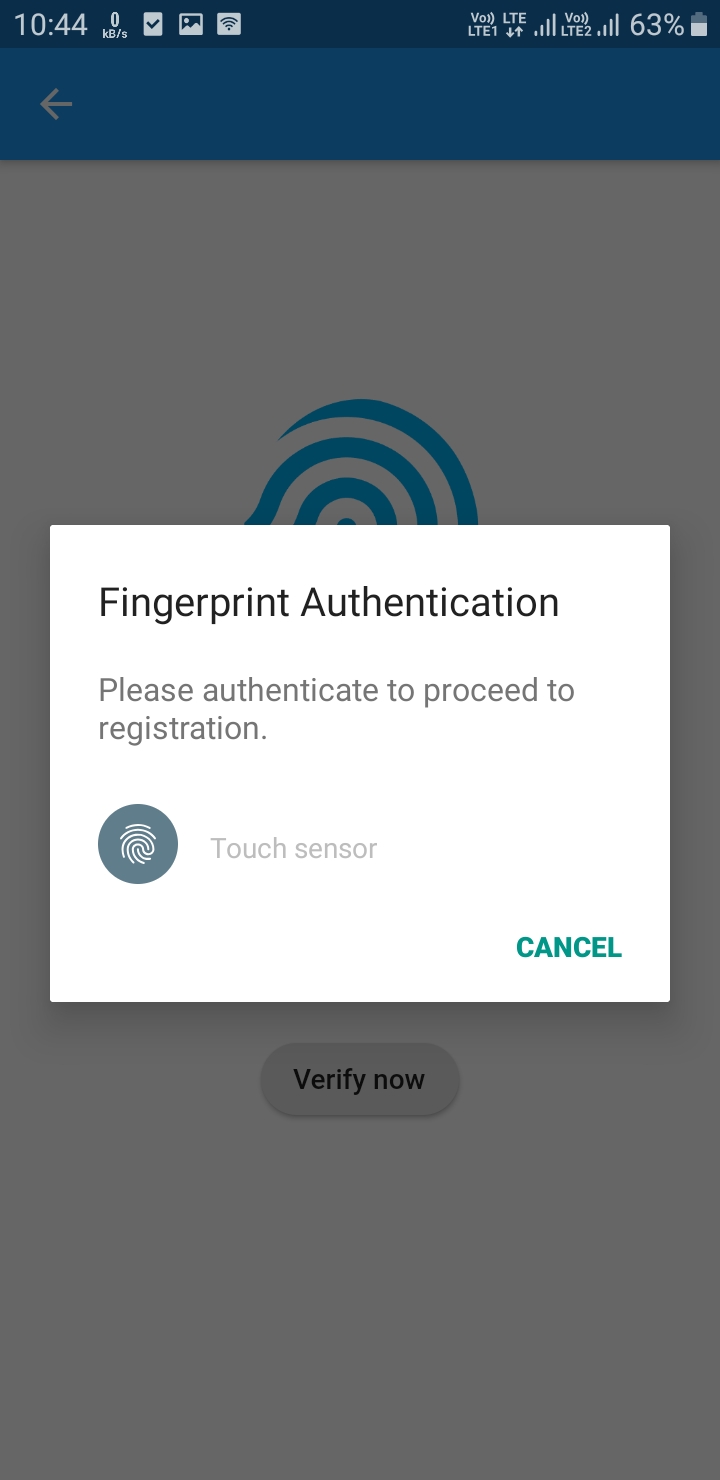 10:44 0 kB/s Vo)) LTE1 LTE Vo)) LTE2 63%
Fingerprint Authentication
Please authenticate to proceed to
registration.
Touch sensor
CANCEL
Verify now